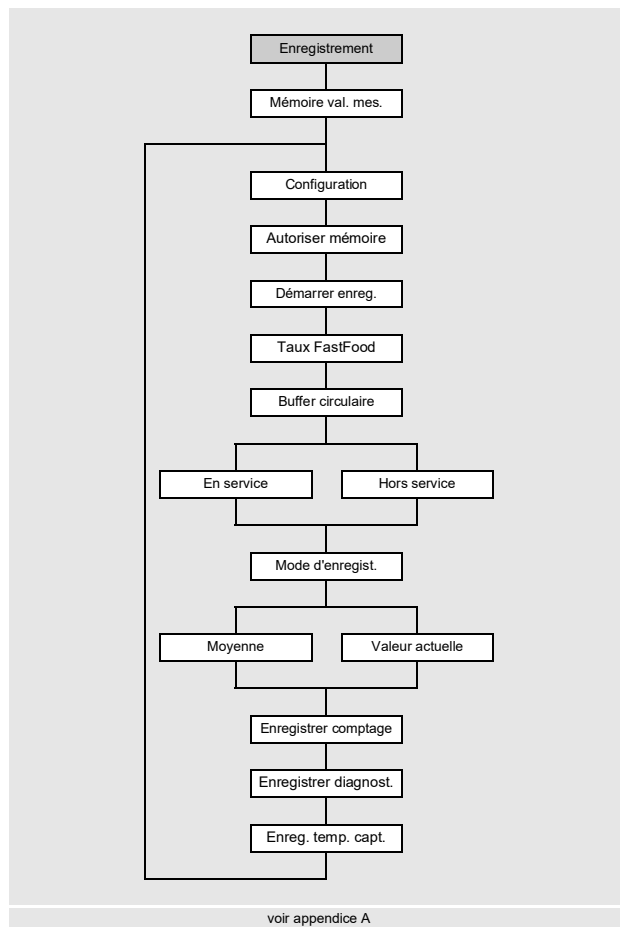 Enregistrement
Mémoire val. mes.
Configuration
Autoriser mémoire
Démarrer enreg.
Taux FastFood
Buffer circulaire
En service
Hors service
Mode d'enregist.
Moyenne
Valeur actuelle
Enregistrer comptage
Enregistrer diagnost.
Enreg. temp. capt.
voir appendice A